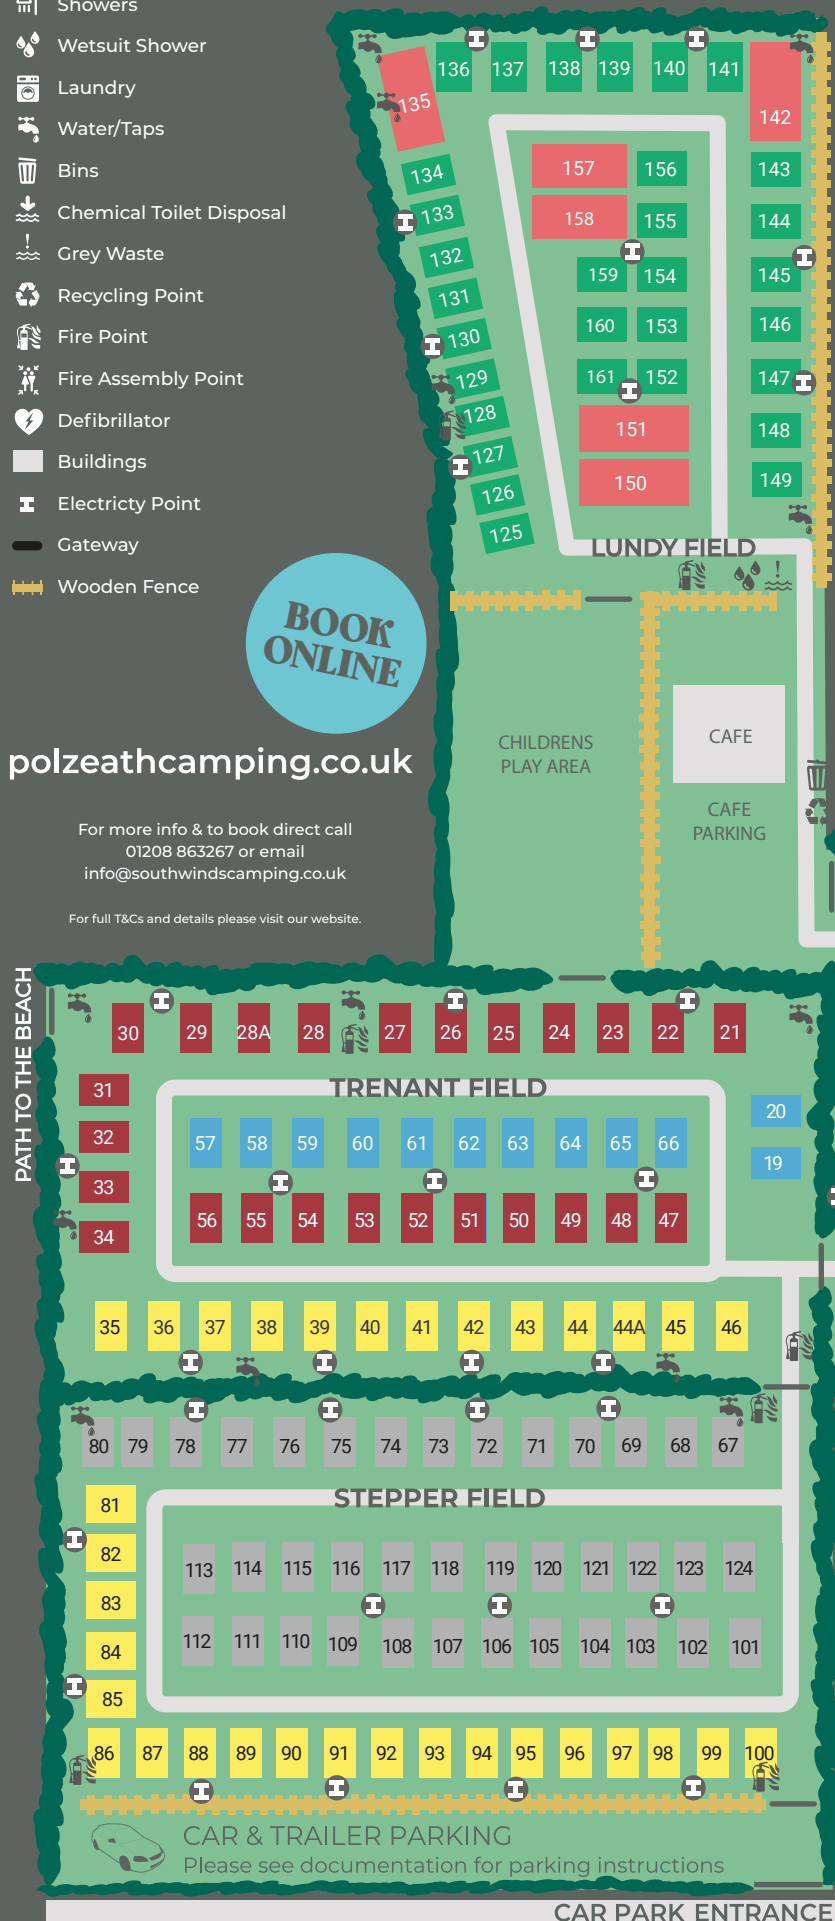 Showers
Wetsuit Shower
Laundry
Water/Taps
Bins
Chemical Toilet Disposal
Grey Waste
Recycling Point
Fire Point
Fire Assembly Point
Defibrillator
Buildings
Electricty Point
Gateway
Wooden Fence
BOOK
ONLINE
polzeathcamping.co.uk
For more info & to book direct call
01208 863267 or email
info@southwindscamping.co.uk
For full T&Cs and details please visit our website.
135 136 137 138 139 140 141 142
134 157 156 143
133 158 155 144
132 159 154 145
131 160 153 146
130 161 152 147
129
128 151 148
127 150 149
126
125
LUNDY FIELD
CHILDRENS
PLAY AREA
CAFE
CAFE
PARKING
PATH TO THE BEACH
30 29 28A 28 27 26 25 24 23 22 21
TRENANT FIELD
31 20
32 57 58 59 60 61 62 63 64 65 66 19
33
34 56 55 54 53 52 51 50 49 48 47
35 36 37 38 39 40 41 42 43 44 44A 45 46
80 79 78 77 76 75 74 73 72 71 70 69 68 67
STEPPER FIELD
81
82 113 114 115 116 117 118 119 120 121 122 123 124
83
84 112 111 110 109 108 107 106 105 104 103 102 101
85
86 87 88 89 90 91 92 93 94 95 96 97 98 99 100
CAR & TRAILER PARKING
Please see documentation for parking instructions
CAR PARK ENTRANCE